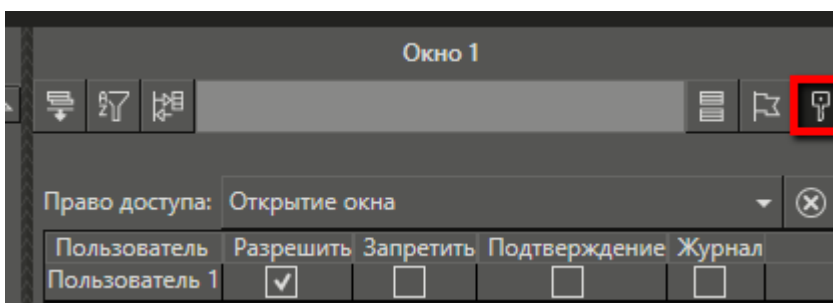 Окно 1
Право доступа: Открытие окна
Пользователь Разрешить Запретить Подтверждение Журнал
Пользователь 1